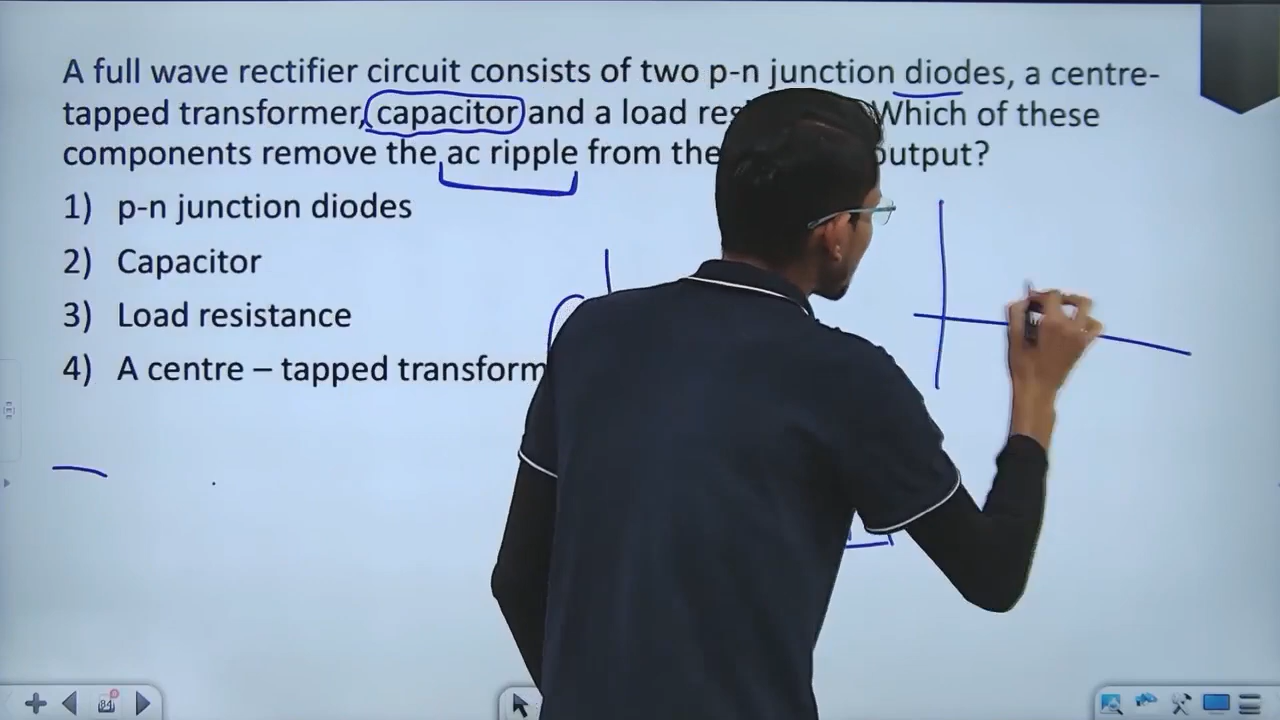 A full wave rectifier circuit consists of two p-n junction diodes, a centre-
tapped transformer, capacitor and a load Which of these
components remove the ac ripple from the output?
1) p-n junction diodes
2) Capacitor
3) Load resistance
4) A centre – tapped transform
84